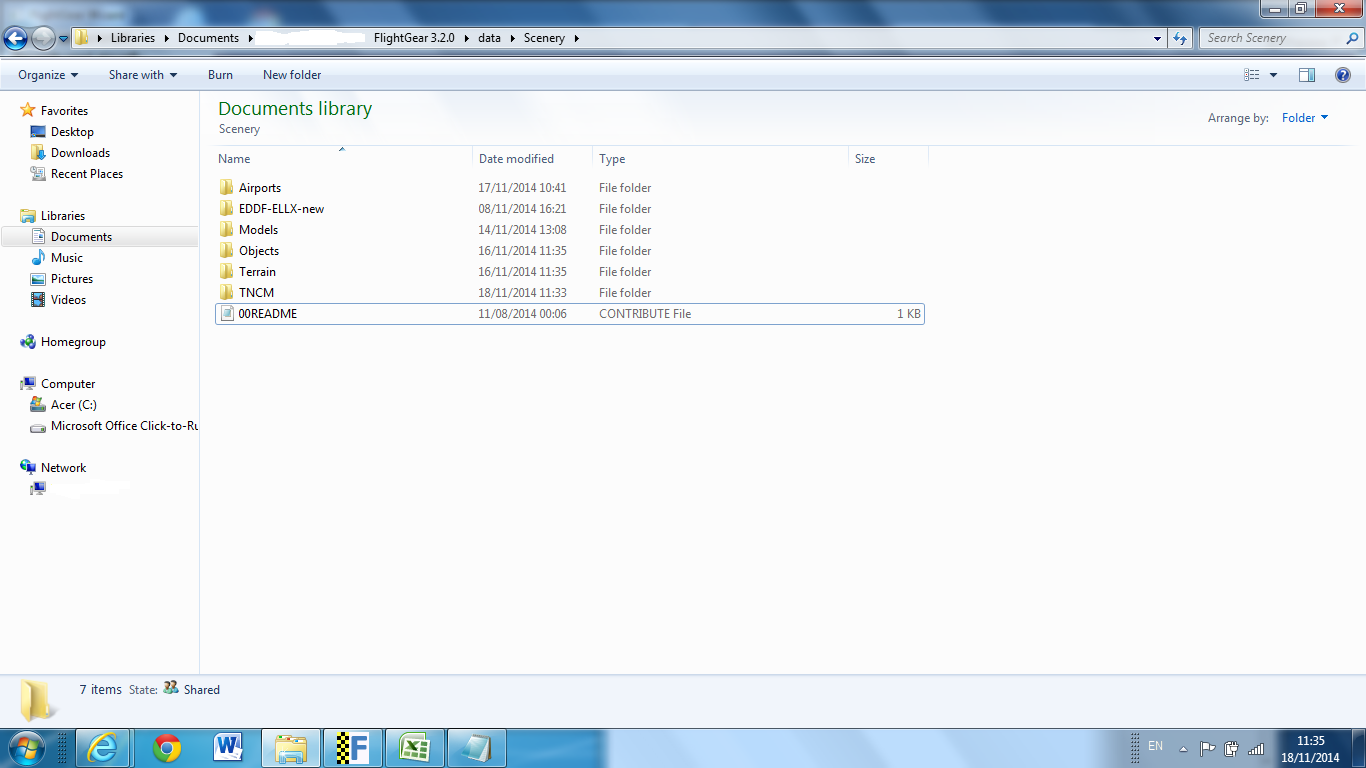 Libraries Documents FlightGear 3.2.0 data Scenery Search Scenery
Organize Share with Burn New folder
Favorites
Desktop
Downloads
Recent Places
Libraries
Documents
Music
Pictures
Videos
Homegroup
Computer
Acer (C:)
Microsoft Office Click-to-Ru
Network
Documents library
Scenery
Arrange by: Folder
Name Date modified Type Size
Airports 17/11/2014 10:41 File folder
EDDF-ELLX-new 08/11/2014 16:21 File folder
Models 14/11/2014 13:08 File folder
Objects 16/11/2014 11:35 File folder
Terrain 16/11/2014 11:35 File folder
TNCM 18/11/2014 11:33 File folder
00README 11/08/2014 00:06 CONTRIBUTE File 1 KB
7 items State: Shared
EN
11:35
18/11/2014